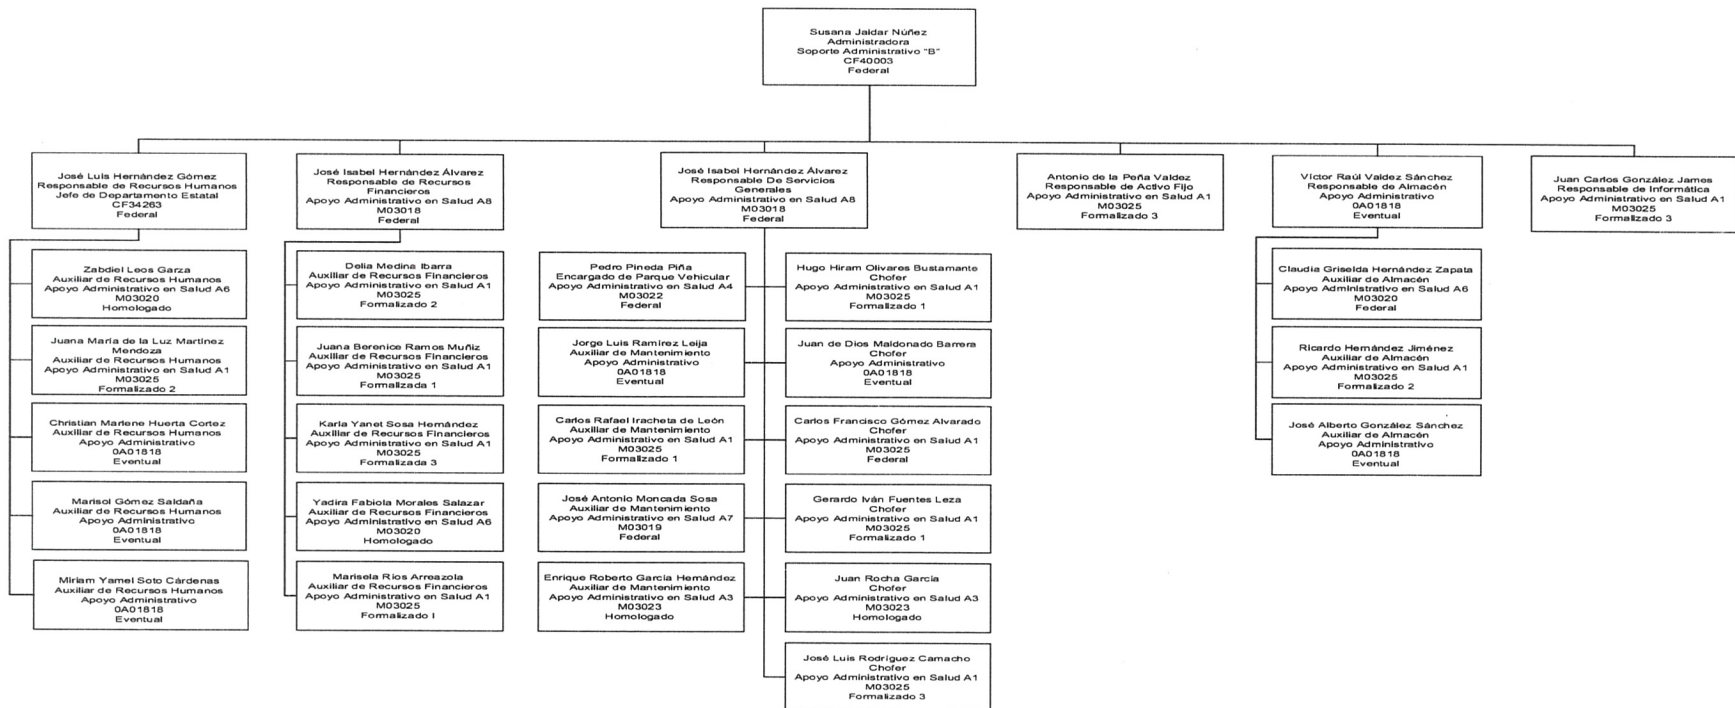 Susana Jaidar Núñez
Administradora
Soporte Administrativo "B"
CF40003
Federal
José Luis Hernández Gómez
Responsable de Recursos Humanos
Jefe de Departamento Estatal
CF34263
Federal
José Isabel Hernández Álvarez
Responsable de Recursos
Financieros
Apoyo Administrativo en Salud A8
M03018
Federal
José Isabel Hernández Álvarez
Responsable De Servicios
Generales
Apoyo Administrativo en Salud A8
M03018
Federal
Antonio de la Peña Valdez
Responsable de Activo Fijo
Apoyo Administrativo en Salud A1
M03025
Formalizado 3
Víctor Raúl Valdez Sánchez
Responsable de Almacén
Apoyo Administrativo
0A01818
Eventual
Juan Carlos González James
Responsable de Informática
Apoyo Administrativo en Salud A1
M03025
Formalizado 3
Zabdiel Leos Garza
Auxiliar de Recursos Humanos
Apoyo Administrativo en Salud A6
M03020
Homologado
Juana María de la Luz Martínez
Mendoza
Auxiliar de Recursos Humanos
Apoyo Administrativo en Salud A1
M03025
Formalizado 2
Christian Marlene Huerta Cortez
Auxiliar de Recursos Humanos
Apoyo Administrativo
0A01818
Eventual
Marisol Gómez Saldaña
Auxiliar de Recursos Humanos
Apoyo Administrativo
0A01818
Eventual
Miriam Yamel Soto Cárdenas
Auxiliar de Recursos Humanos
Apoyo Administrativo
0A01818
Eventual
Delia Medina Ibarra
Auxiliar de Recursos Financieros
Apoyo Administrativo en Salud A1
M03025
Formalizado 2
Juana Berenice Ramos Muñiz
Auxiliar de Recursos Financieros
Apoyo Administrativo en Salud A1
M03025
Formalizada 1
Karla Yanet Sosa Hernández
Auxiliar de Recursos Financieros
Apoyo Administrativo en Salud A1
M03025
Formalizada 3
Yadira Fabiola Morales Salazar
Auxiliar de Recursos Financieros
Apoyo Administrativo en Salud A6
M03020
Homologado
Marisela Ríos Arreazola
Auxiliar de Recursos Financieros
Apoyo Administrativo en Salud A1
M03025
Formalizado I
Pedro Pineda Piña
Encargado de Parque Vehicular
Apoyo Administrativo en Salud A4
M03022
Federal
Jorge Luis Ramírez Leija
Auxiliar de Mantenimiento
Apoyo Administrativo
0A01818
Eventual
Carlos Rafael Iracheta de León
Auxiliar de Mantenimiento
Apoyo Administrativo en Salud A1
M03025
Formalizado 1
José Antonio Moncada Sosa
Auxiliar de Mantenimiento
Apoyo Administrativo en Salud A7
M03019
Federal
Enrique Roberto García Hernández
Auxiliar de Mantenimiento
Apoyo Administrativo en Salud A3
M03023
Homologado
Hugo Hiram Olivares Bustamante
Chofer
Apoyo Administrativo en Salud A1
M03025
Formalizado 1
Juan de Dios Maldonado Barrera
Chofer
Apoyo Administrativo
0A01818
Eventual
Carlos Francisco Gómez Alvarado
Chofer
Apoyo Administrativo en Salud A1
M03025
Federal
Gerardo Iván Fuentes Leza
Chofer
Apoyo Administrativo en Salud A1
M03025
Formalizado 1
Juan Rocha García
Chofer
Apoyo Administrativo en Salud A3
M03023
Homologado
José Luis Rodríguez Camacho
Chofer
Apoyo Administrativo en Salud A1
M03025
Formalizado 3
Claudia Griselda Hernández Zapata
Auxiliar de Almacén
Apoyo Administrativo en Salud A6
M03020
Federal
Ricardo Hernández Jiménez
Auxiliar de Almacén
Apoyo Administrativo en Salud A1
M03025
Formalizado 2
José Alberto González Sánchez
Auxiliar de Almacén
Apoyo Administrativo
0A01818
Eventual